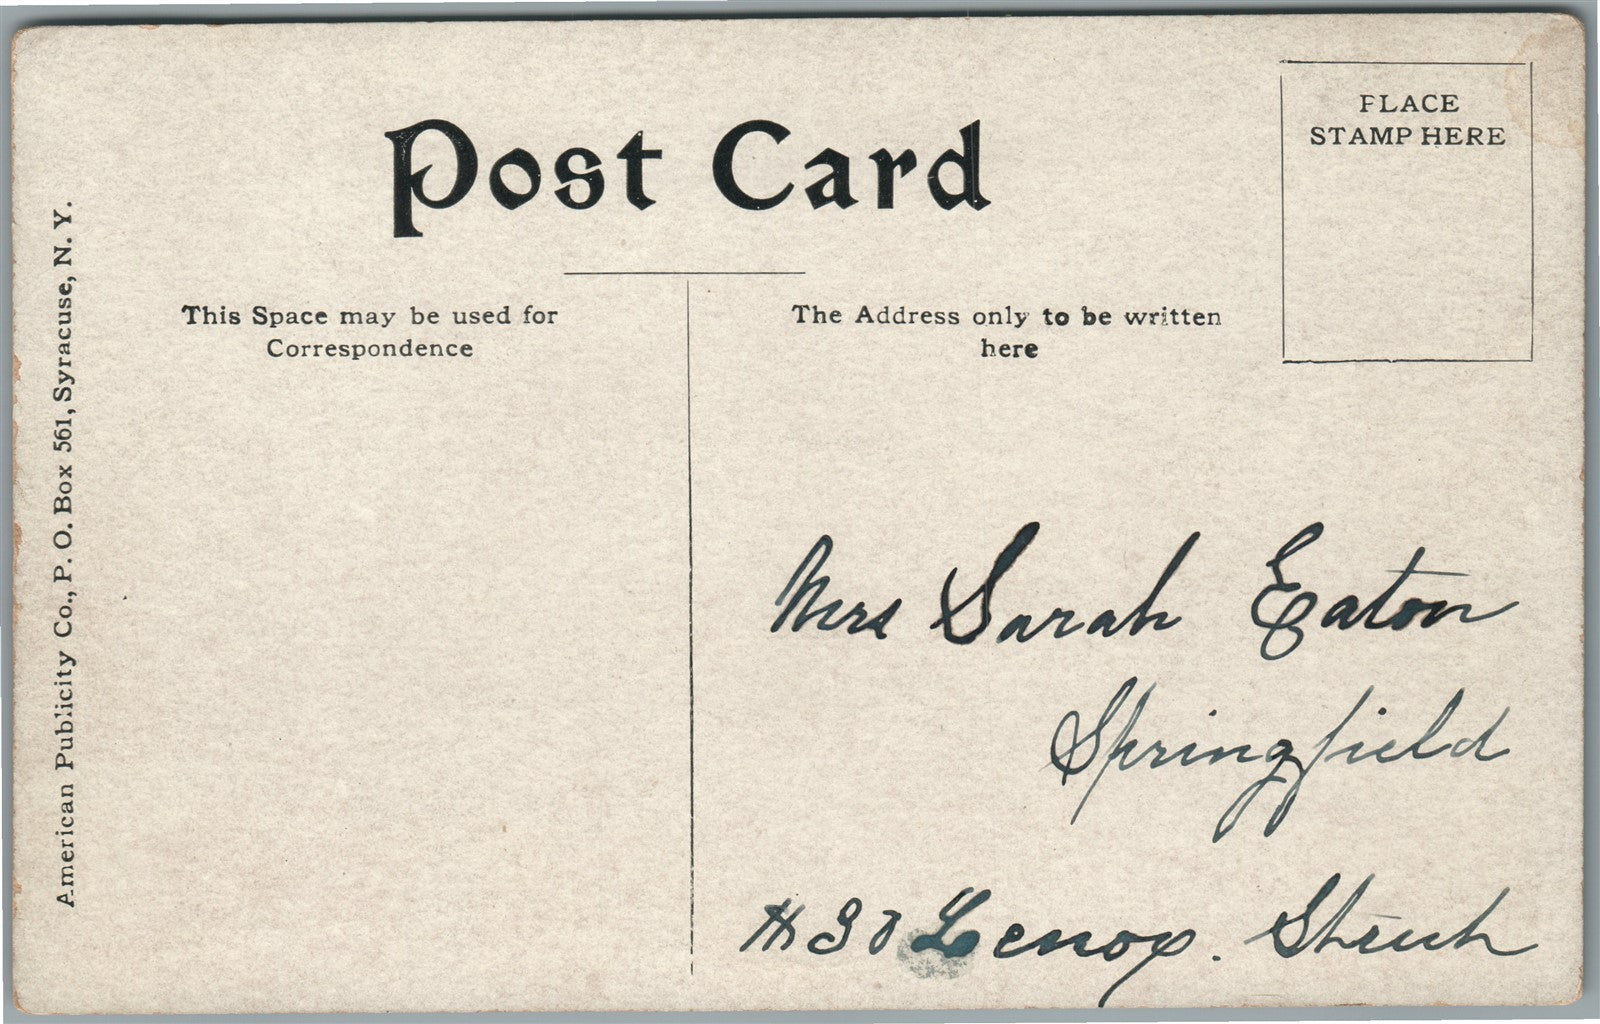 Post Card
PLACE
STAMP HERE
This Space may be used for
Correspondence
The Address only to be written
here
American Publicity Co., P. O. Box 561, Syracuse, N. Y.
Mrs Sarah Eaton
Springfield
Lenox. Street